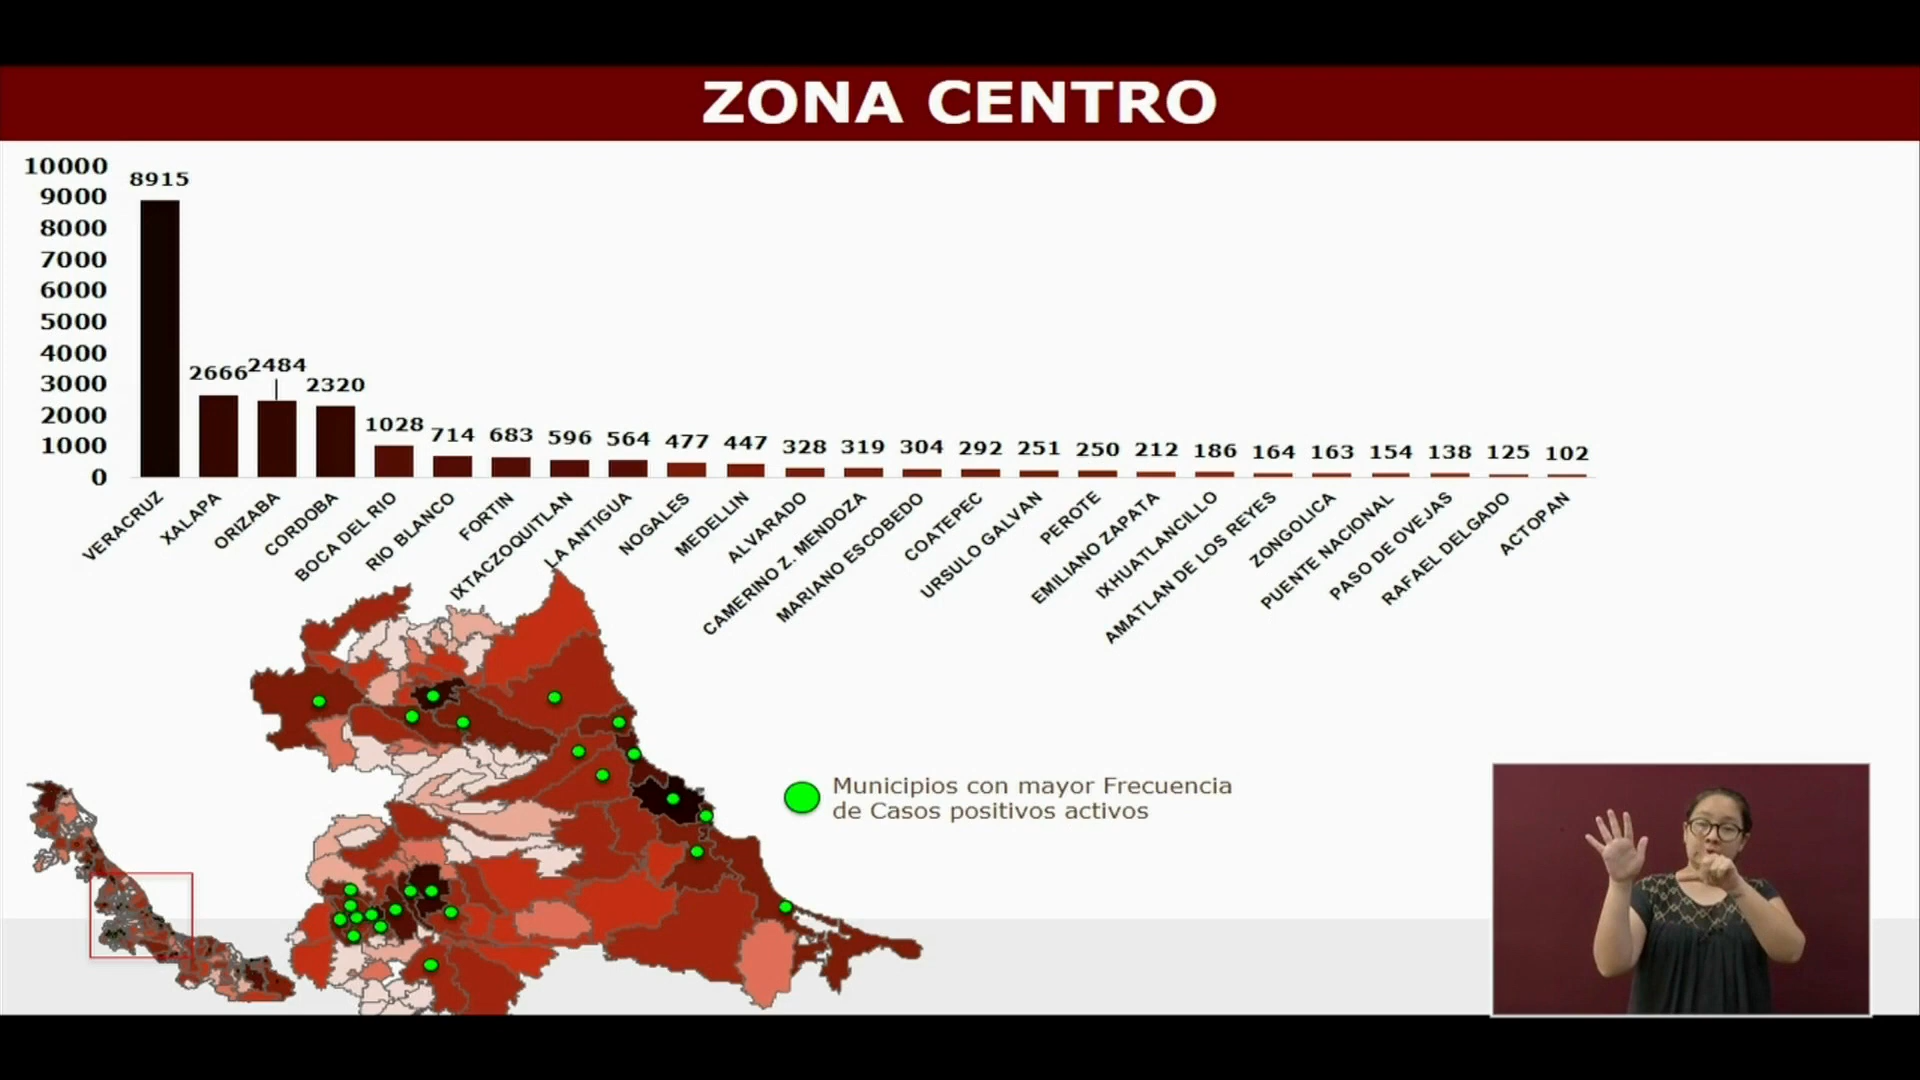 ZONA CENTRO
10000
9000
8000
7000
6000
5000
4000
3000
2000
1000
0
8915
2666
2484
2320
1028
714
683
596
564
477
447
328
319
304
292
251
250
212
186
164
163
154
138
125
102
VERACRUZ
XALAPA
ORIZABA
CORDOBA
BOCA DEL RIO
RIO BLANCO
FORTIN
IXTACZOQUITLAN
LA ANTIGUA
NOGALES
MEDELLIN
ALVARADO
CAMERINO Z. MENDOZA
MARIANO ESCOBEDO
COATEPEC
URSULO GALVAN
PEROTE
EMILIANO ZAPATA
IXHUATLANCILLO
AMATLAN DE LOS REYES
ZONGOLICA
PUENTE NACIONAL
PASO DE OVEJAS
RAFAEL DELGADO
ACTOPAN
Municipios con mayor Frecuencia
de Casos positivos activos